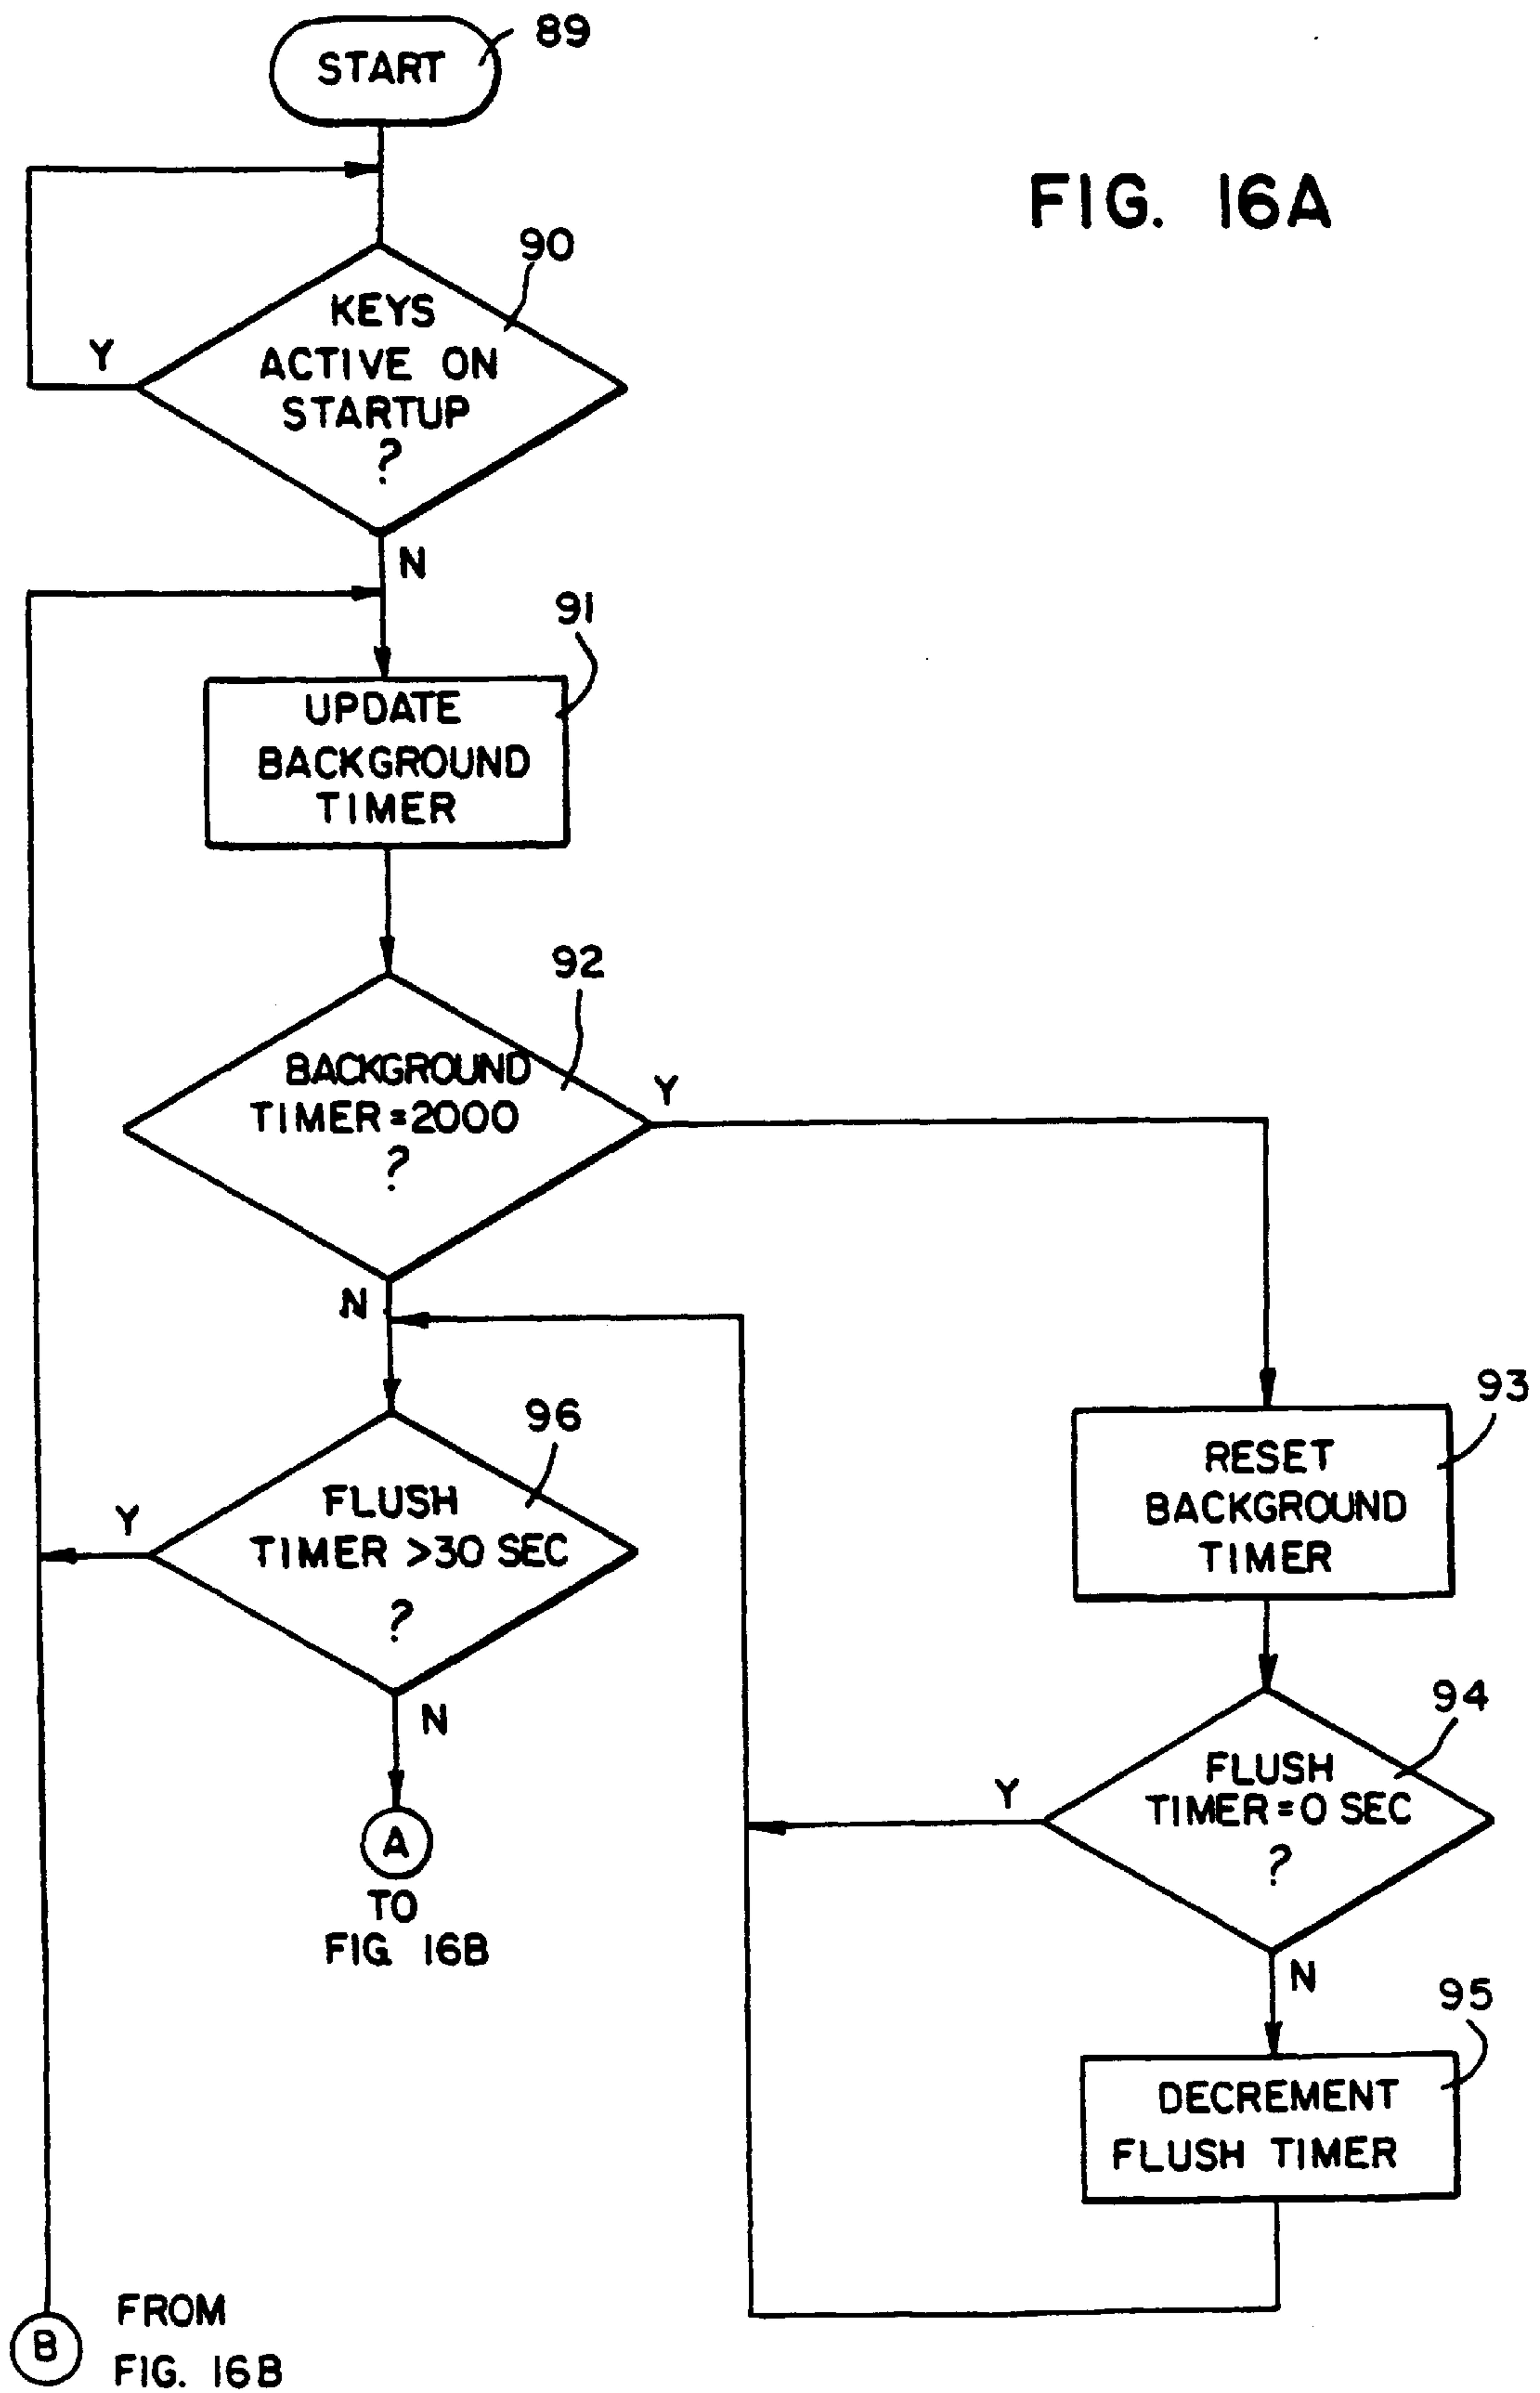 START
89
FIG. 16A
90
KEYS
ACTIVE ON
STARTUP
?
Y
N
91
UPDATE
BACKGROUND
TIMER
92
BACKGROUND
TIMER=2000
?
Y
N
96
FLUSH
TIMER >30 SEC
?
Y
N
A
TO
FIG. 16B
93
RESET
BACKGROUND
TIMER
94
FLUSH
TIMER=0 SEC
?
Y
N
95
DECREMENT
FLUSH TIMER
B
FROM
FIG. 16B